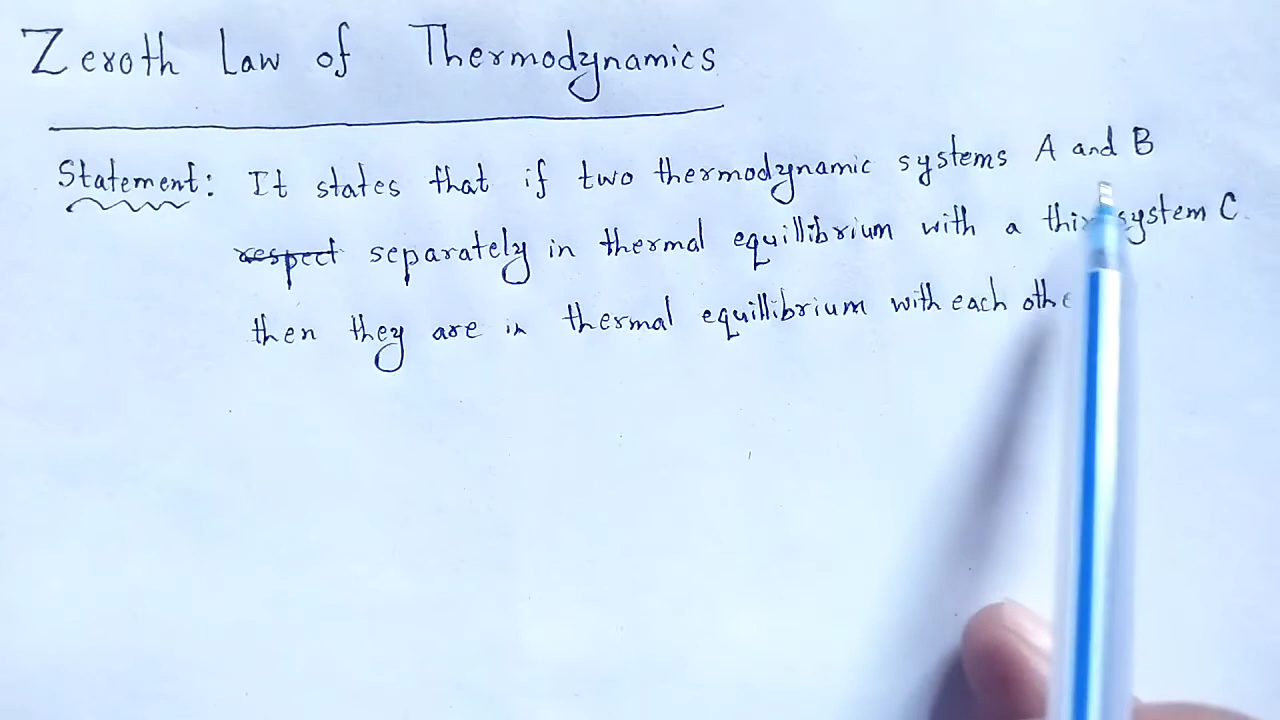 Zeroth Law of Thermodynamics
Statement: It states that if two thermodynamic systems A and B
respect separately in thermal equillibrium with a system C.
then they are in thermal equillibrium with each